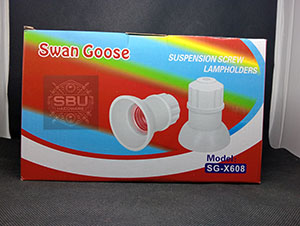 Swan Goose
SUSPENSION SCREW
LAMPHOLDERS
SBU
Model:
SG-X608